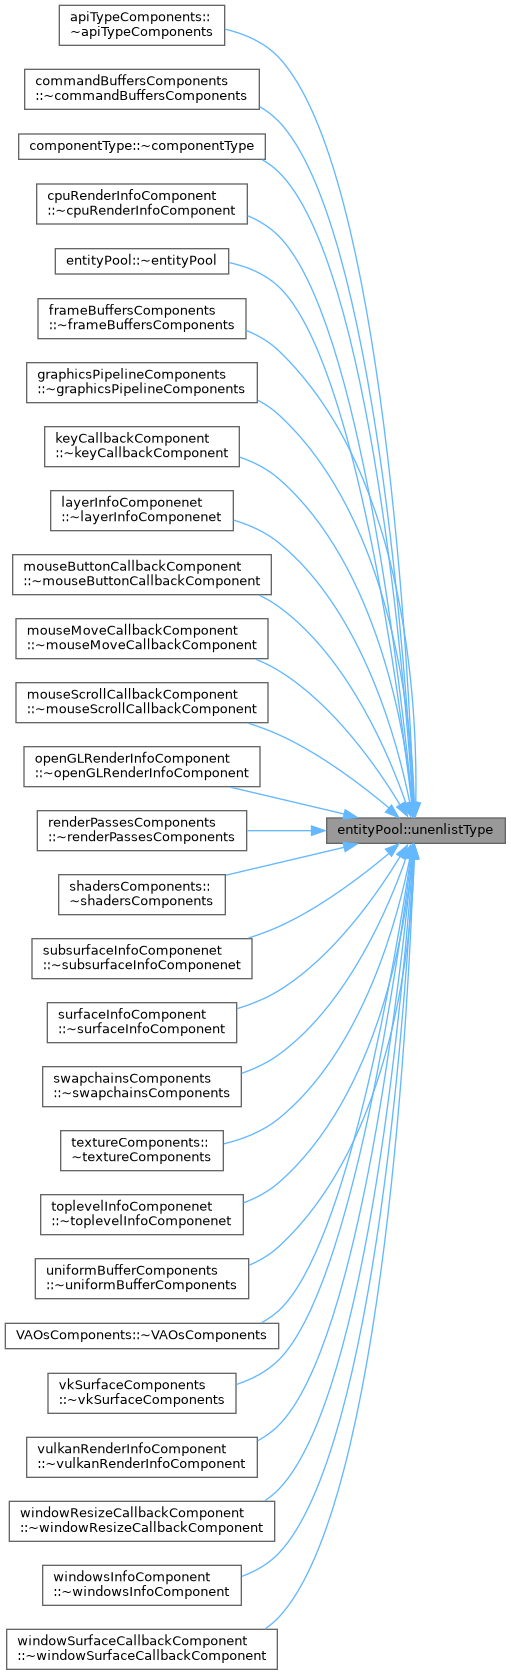 apiTypeComponents::
~apiTypeComponents
commandBuffersComponents
::~commandBuffersComponents
componentType::~componentType
cpuRenderInfoComponent
::~cpuRenderInfoComponent
entityPool::~entityPool
frameBuffersComponents
::~frameBuffersComponents
graphicsPipelineComponents
::~graphicsPipelineComponents
keyCallbackComponent
::~keyCallbackComponent
layerInfoComponenet
::~layerInfoComponenet
mouseButtonCallbackComponent
::~mouseButtonCallbackComponent
mouseMoveCallbackComponent
::~mouseMoveCallbackComponent
mouseScrollCallbackComponent
::~mouseScrollCallbackComponent
openGLRenderInfoComponent
::~openGLRenderInfoComponent
renderPassesComponents
::~renderPassesComponents
entityPool::unenlistType
shadersComponents::
~shadersComponents
subsurfaceInfoComponenet
::~subsurfaceInfoComponenet
surfaceInfoComponent
::~surfaceInfoComponent
swapchainsComponents
::~swapchainsComponents
textureComponents::
~textureComponents
toplevelInfoComponenet
::~toplevelInfoComponenet
uniformBufferComponents
::~uniformBufferComponents
VAOsComponents::~VAOsComponents
vkSurfaceComponents
::~vkSurfaceComponents
vulkanRenderInfoComponent
::~vulkanRenderInfoComponent
windowResizeCallbackComponent
::~windowResizeCallbackComponent
windowsInfoComponent
::~windowsInfoComponent
windowSurfaceCallbackComponent
::~windowSurfaceCallbackComponent